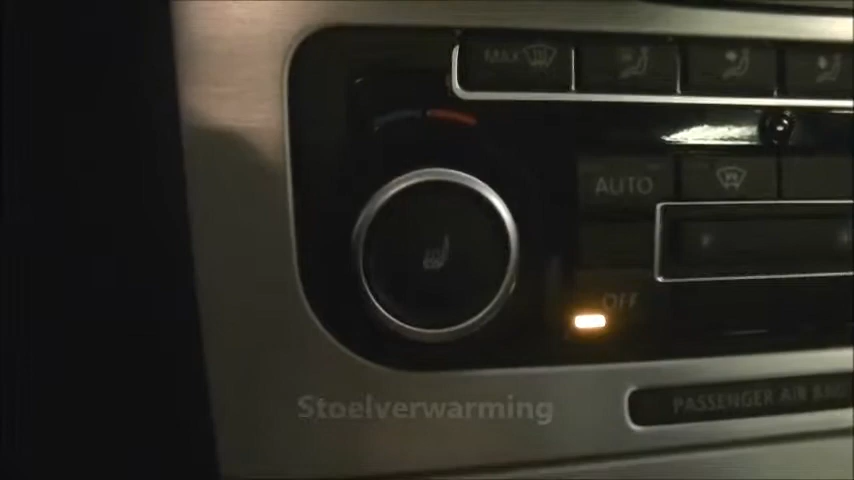 MAX
AUTO
OFF
Stoelverwarming
PASSENGER AIR BAG